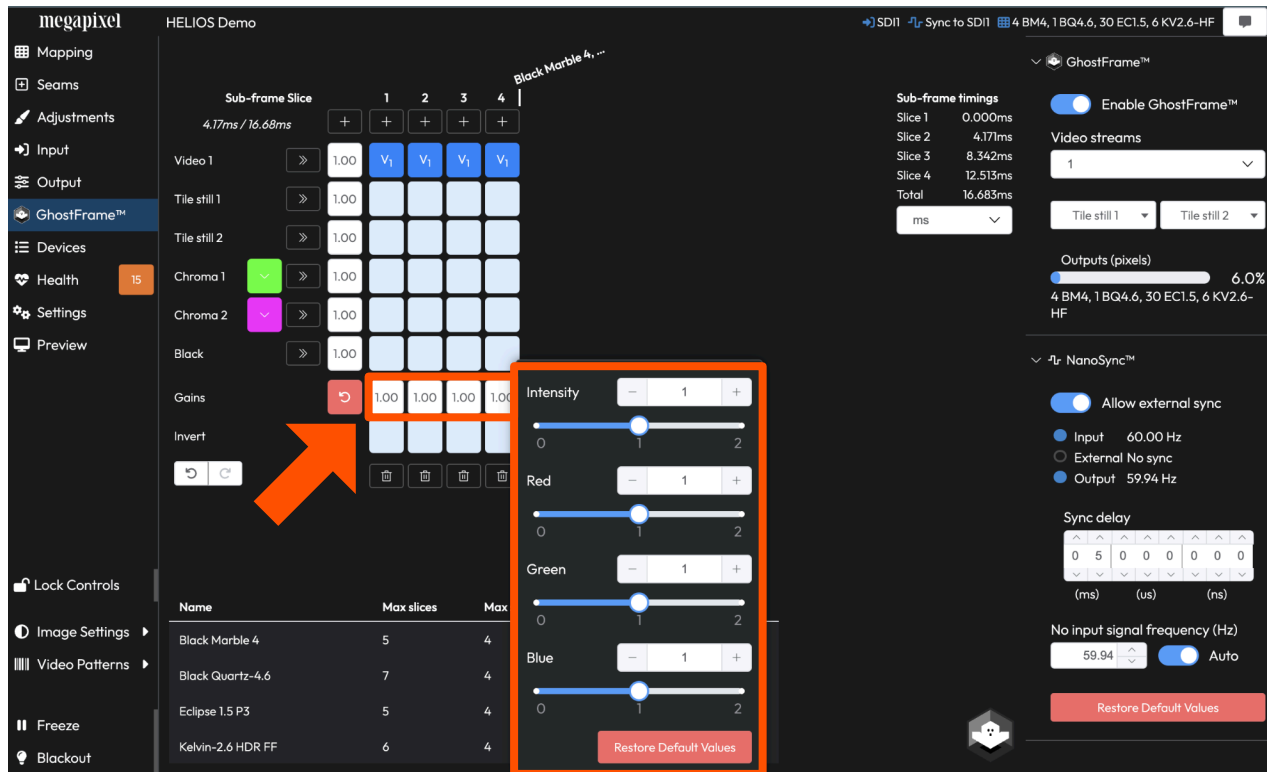 megapixel
HELIOS Demo
SDI1 Sync to SDI1 4 BM4, 1 BQ4.6, 30 EC1.5, 6 KV2.6-HF
Mapping
Seams
Adjustments
Input
Output
GhostFrame™
Devices
Health 15
Settings
Preview
Lock Controls
Image Settings
Video Patterns
Freeze
Blackout
Black Marble 4, ...
Sub-frame Slice 1 2 3 4
4.17ms / 16.68ms + + + + +
Video 1 1.00 V1 V1 V1 V1
Tile still 1 1.00
Tile still 2 1.00
Chroma 1 1.00
Chroma 2 1.00
Black 1.00
Gains 1.00 1.00 1.00 1.00
Invert
Name Max slices Max
Black Marble 4 5 4
Black Quartz-4.6 7 4
Eclipse 1.5 P3 5 4
Kelvin-2.6 HDR FF 6 4
Intensity − 1 +
0 1 2
Red − 1 +
0 1 2
Green − 1 +
0 1 2
Blue − 1 +
0 1 2
Restore Default Values
Sub-frame timings
Slice 1 0.000ms
Slice 2 4.171ms
Slice 3 8.342ms
Slice 4 12.513ms
Total 16.683ms
ms
GhostFrame™
Enable GhostFrame™
Video streams
1
Tile still 1 Tile still 2
Outputs (pixels)
6.0%
4 BM4, 1 BQ4.6, 30 EC1.5, 6 KV2.6-
HF
NanoSync™
Allow external sync
Input 60.00 Hz
External No sync
Output 59.94 Hz
Sync delay
0 5 0 0 0 0 0 0
(ms) (us) (ns)
No input signal frequency (Hz)
59.94 Auto
Restore Default Values